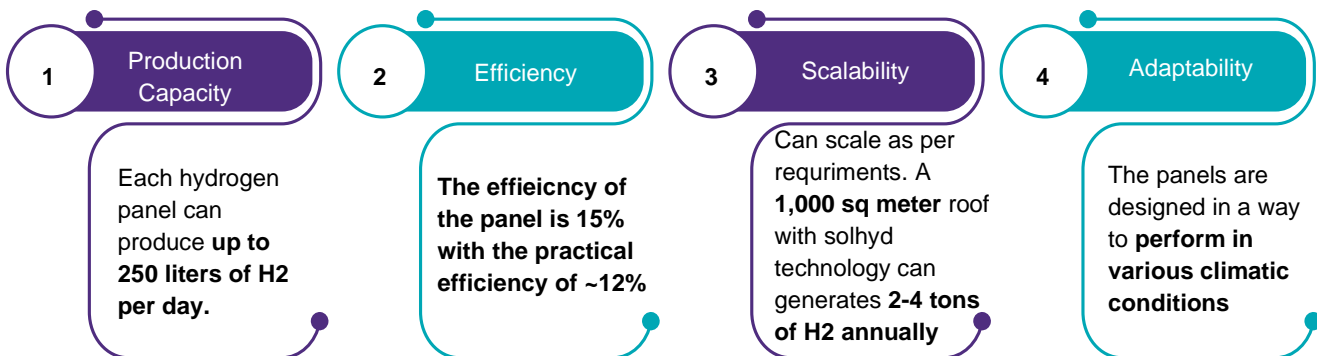 1
Production
Capacity
Each hydrogen
panel can
produce up to
250 liters of H2
per day.
2
Efficiency
The effieicncy of
the panel is 15%
with the practical
efficiency of ~12%
3
Scalability
Can scale as per
requriments. A
1,000 sq meter roof
with solhyd
technology can
generates 2-4 tons
of H2 annually
4
Adaptability
The panels are
designed in a way
to perform in
various climatic
conditions